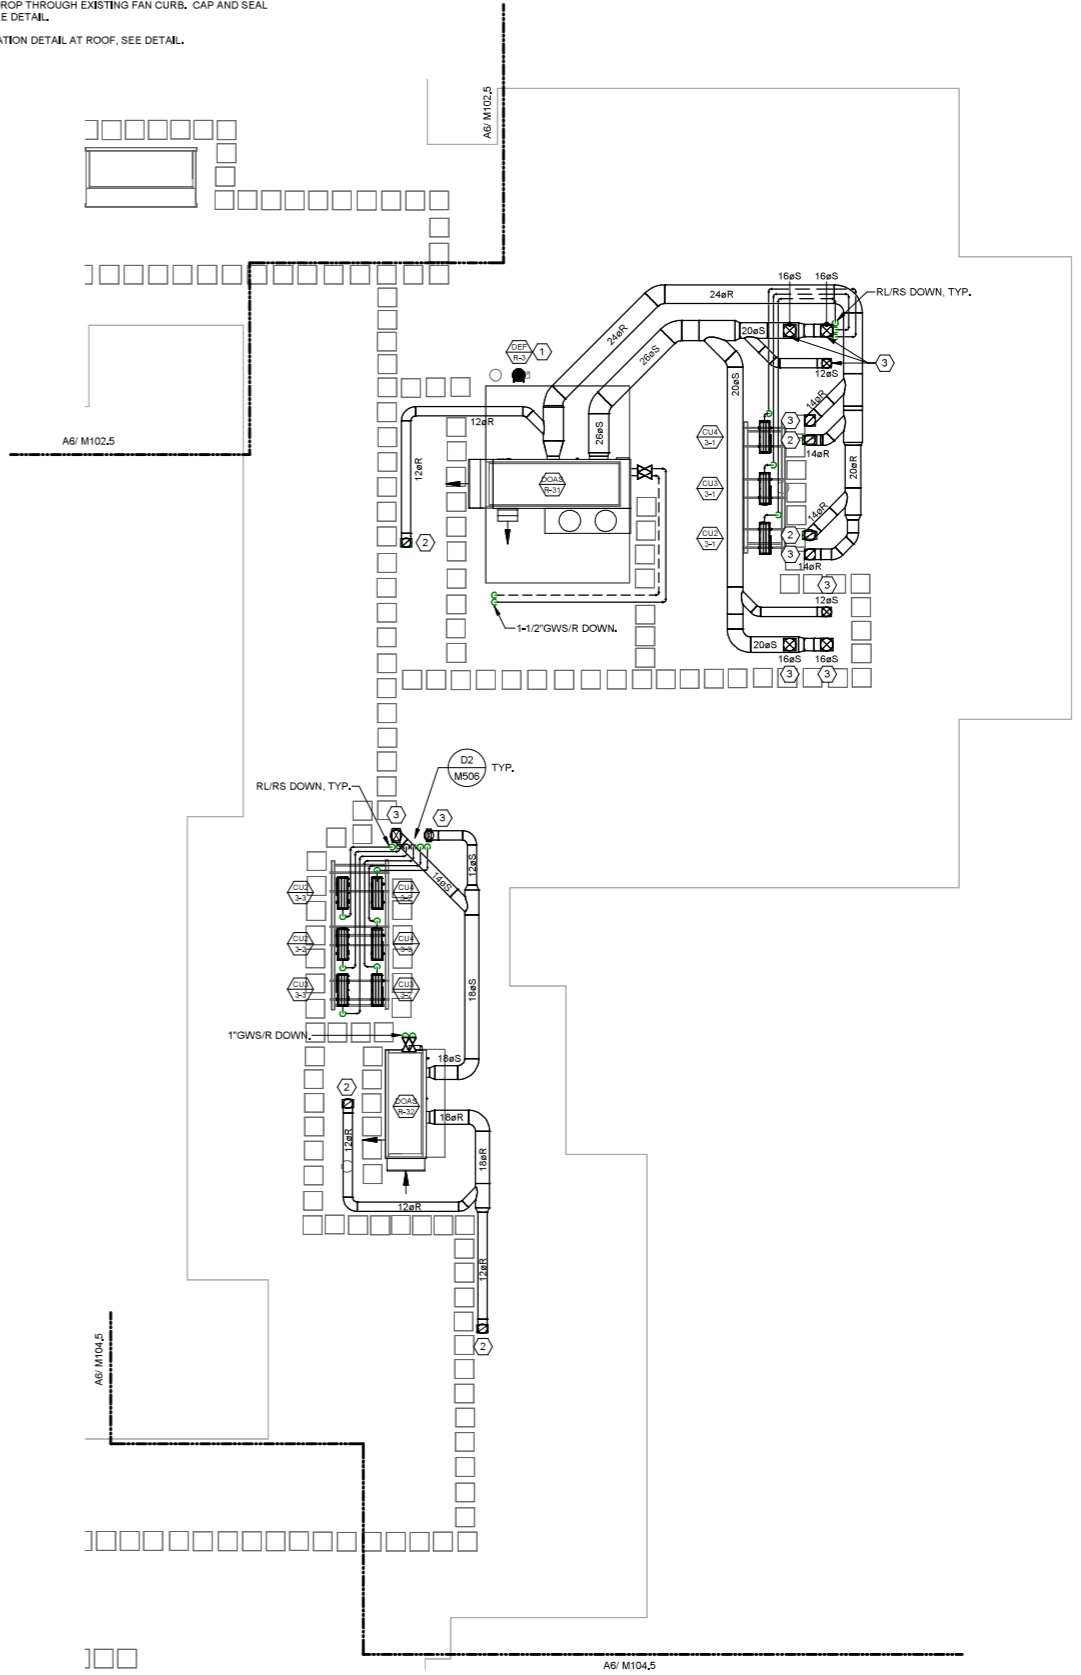 ROP THROUGH EXISTING FAN CURB. CAP AND SEAL
E DETAIL.
ATION DETAIL AT ROOF, SEE DETAIL.
A6/ M102.5
A6/ M102.5
16øS
16øS
24øR
RL/RS DOWN, TYP.
24øR
26øS
20øS
3
DEF
R-3
1
12øS
20øS
14øR
12øR
26øS
3
CU4
3-1
2
14øR
12øR
20øR
DOAS
R-31
CU3
3-1
14øR
2
CU2
3-1
2
3
14øR
3
12øS
1-1/2"GWS/R DOWN.
20øS
16øS
16øS
3
3
D2
M506
TYP.
RL/RS DOWN, TYP.
3
3
12øS
14øS
CU2
3-3
CU4
3-2
CU2
3-2
CU4
3-3
CU3
3-3
CU3
3-2
18øS
1"GWS/R DOWN.
18øS
2
DOAS
R-32
18øR
12øR
18øR
12øR
12øR
2
A6/ M104.5
A6/ M104.5